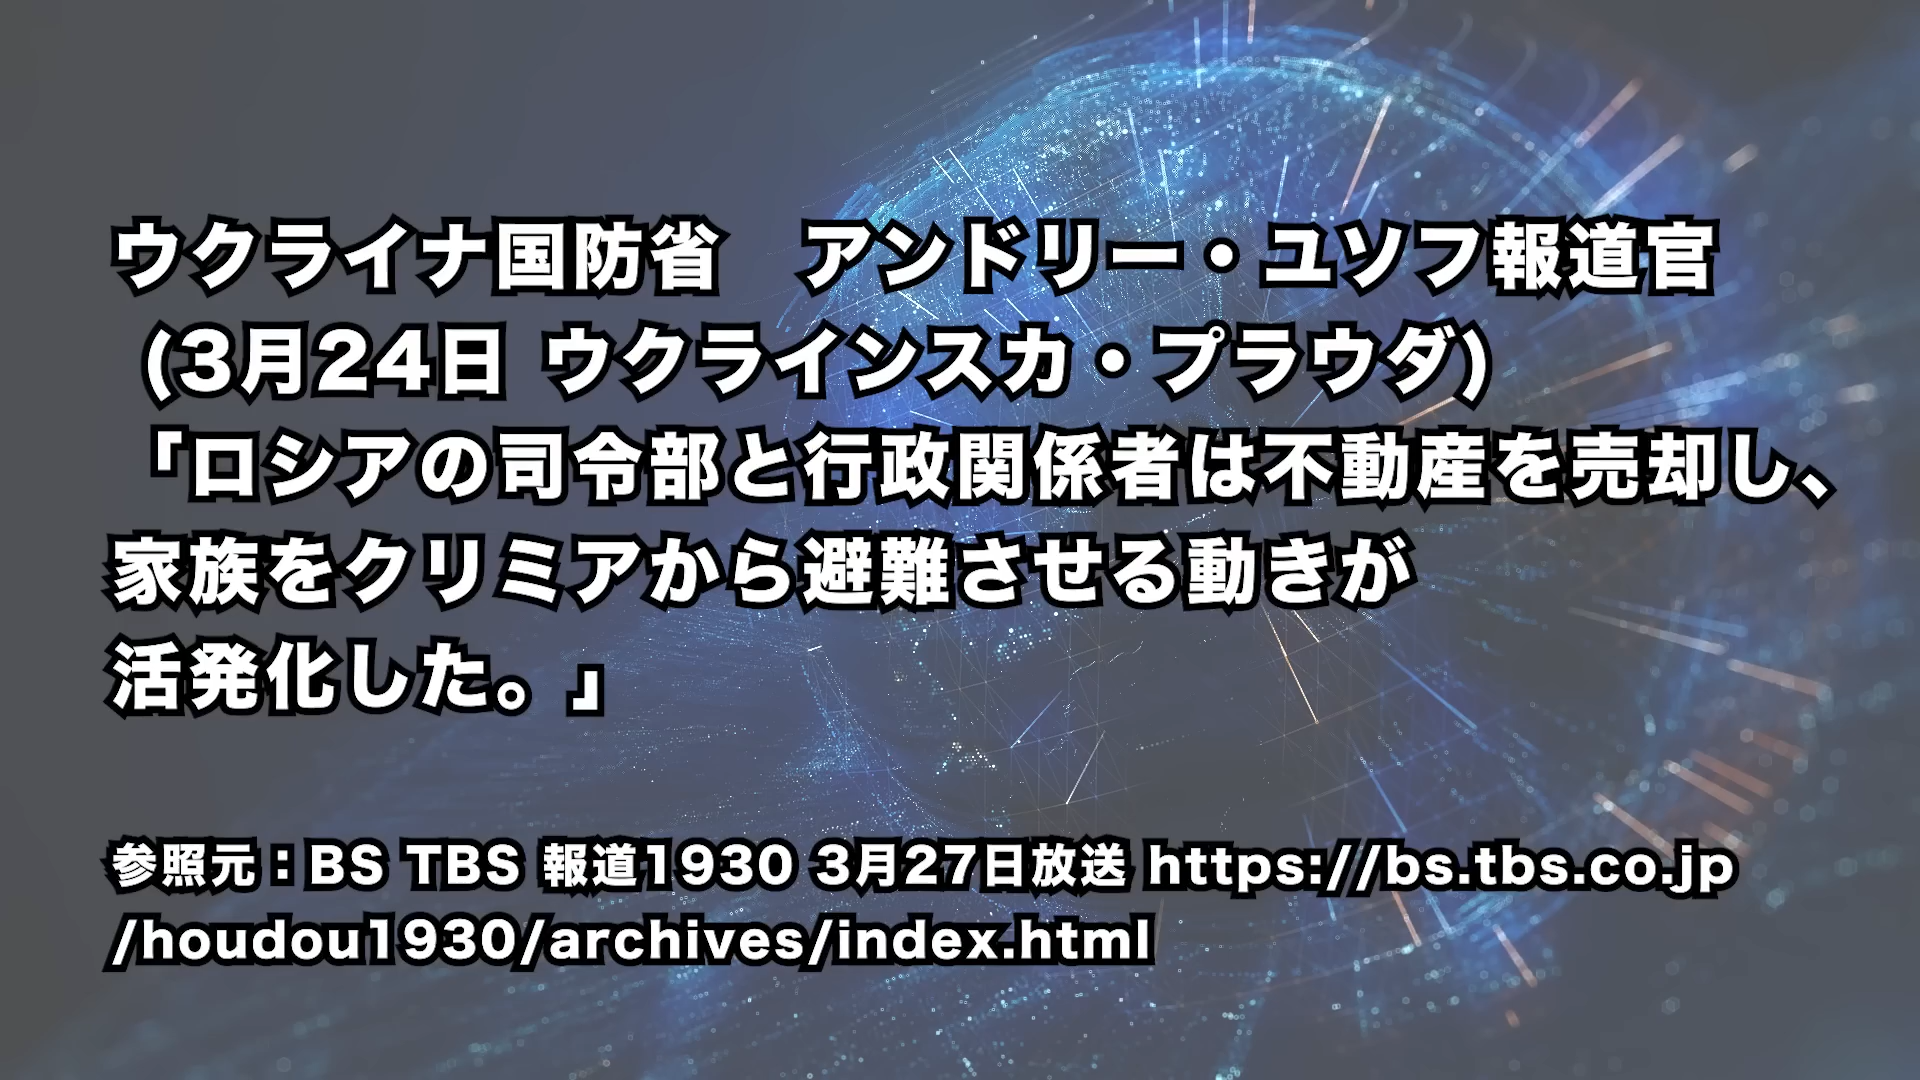 ウクライナ国防省　アンドリー・ユソフ報道官
(3月24日 ウクラインスカ・プラウダ)
「ロシアの司令部と行政関係者は不動産を売却し、
家族をクリミアから避難させる動きが
活発化した。」
参照元：BS TBS 報道1930 3月27日放送 https://bs.tbs.co.jp
/houdou1930/archives/index.html